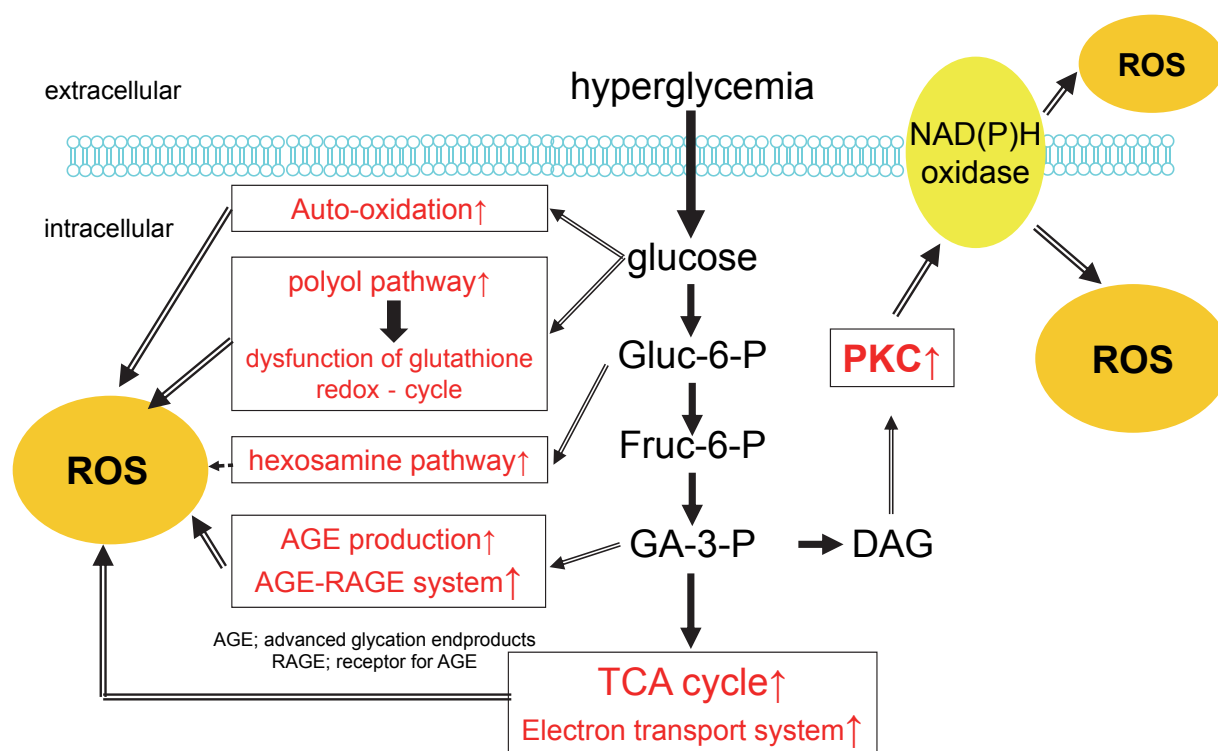 extracellular
hyperglycemia
ROS
NAD(P)H
oxidase
intracellular
Auto-oxidation↑
glucose
polyol pathway↑
dysfunction of glutathione
redox - cycle
Gluc-6-P
PKC↑
ROS
Fruc-6-P
ROS
hexosamine pathway↑
AGE production↑
AGE-RAGE system↑
GA-3-P
DAG
AGE; advanced glycation endproducts
RAGE; receptor for AGE
TCA cycle↑
Electron transport system↑